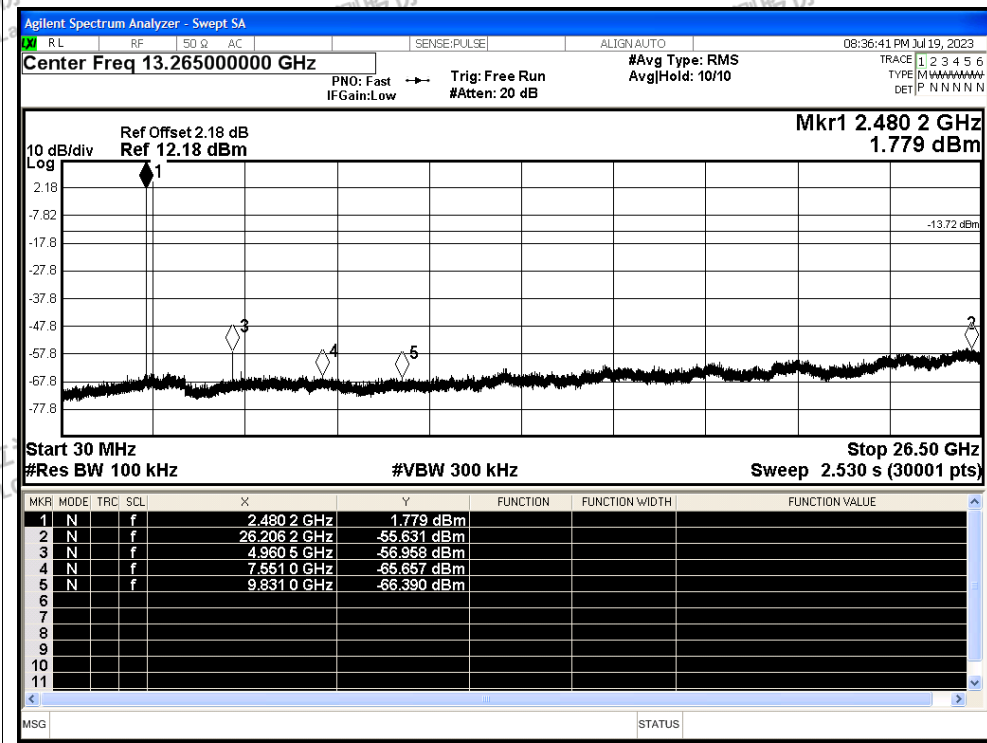 Agilent Spectrum Analyzer - Swept SA
LXI RL RF 50 Ω AC SENSE:PULSE ALIGN AUTO 08:36:41 PM Jul 19, 2023
Center Freq 13.265000000 GHz
PNO: Fast
IFGain:Low
Trig: Free Run
#Atten: 20 dB
#Avg Type: RMS
Avg|Hold: 10/10
TRACE 1 2 3 4 5 6
TYPE M WWWWW
DET P N N N N N
Mkr1 2.480 2 GHz
1.779 dBm
Ref Offset 2.18 dB
10 dB/div Ref 12.18 dBm
Log
1
2.18
-7.82
-13.72 dBm
-17.8
-27.8
-37.8
-47.8
3
2
-57.8
4
5
-67.8
-77.8
Start 30 MHz Stop 26.50 GHz
#Res BW 100 kHz #VBW 300 kHz Sweep 2.530 s (30001 pts)
MKR MODE TRC SCL X Y FUNCTION FUNCTION WIDTH FUNCTION VALUE
1 N f 2.480 2 GHz 1.779 dBm
2 N f 26.206 2 GHz -55.631 dBm
3 N f 4.960 5 GHz -56.958 dBm
4 N f 7.551 0 GHz -65.657 dBm
5 N f 9.831 0 GHz -66.390 dBm
6
7
8
9
10
11
MSG STATUS